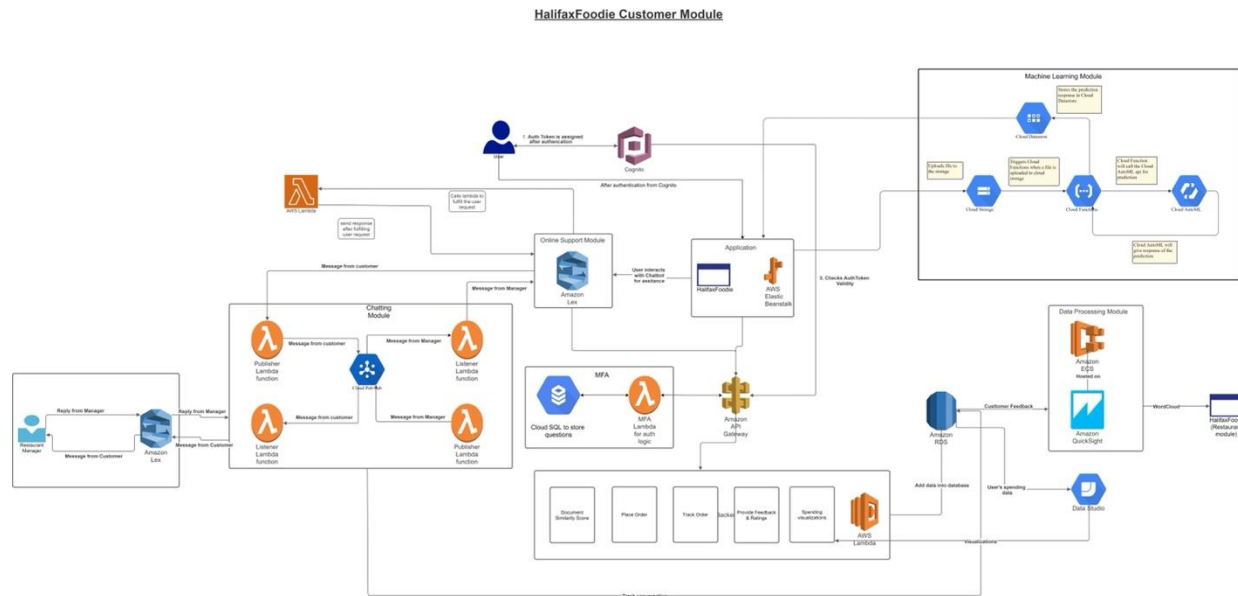 HalifaxFoodie Customer Module
Machine Learning Module
Stores the prediction
response in Cloud
Datastore
Cloud Datastore
Uploads file to
the storage
Triggers Cloud
Functions when a file is
uploaded to cloud
storage
Cloud Function
will call the Cloud
AutoML api for
prediction
Cloud Storage
Cloud Functions
Cloud AutoML
Cloud AutoML will
give response of the
prediction
1. Auth Token is assigned
after authentication
User
Cognito
After authentication from Cognito
AWS Lambda
Calls lambda to
fulfill the user
request
send response
after fulfilling
user request
Online Support Module
Amazon
Lex
User interacts
with Chatbot
for assitance
Application
HalifaxFoodie
AWS
Elastic
Beanstalk
5. Checks AuthToken
Validity
Message from customer
Message from Manager
Chatting
Module
Publisher
Lambda
function
Message from customer
Message from Manager
Listener
Lambda
function
Cloud Pub/Sub
Message from customer
Message from Manager
Listener
Lambda
function
Publisher
Lambda
function
Reply from Manager
Restaurant
Manager
Message from Customer
Amazon
Lex
Reply from Manager
Message from Customer
MFA
Cloud SQL to store
questions
MFA
Lambda
for auth
logic
Amazon
API
Gateway
Data Processing Module
Amazon
ECS
Hosted on
Amazon
QuickSight
Customer Feedback
Amazon
RDS
WordCloud
(Restaura
module)
Add data into database
User's spending
data
Data Studio
Visualizations
Document
Similarity Score
Place Order
Track Order
Provide Feedback
& Ratings
Spending
visualizations
AWS
Lambda